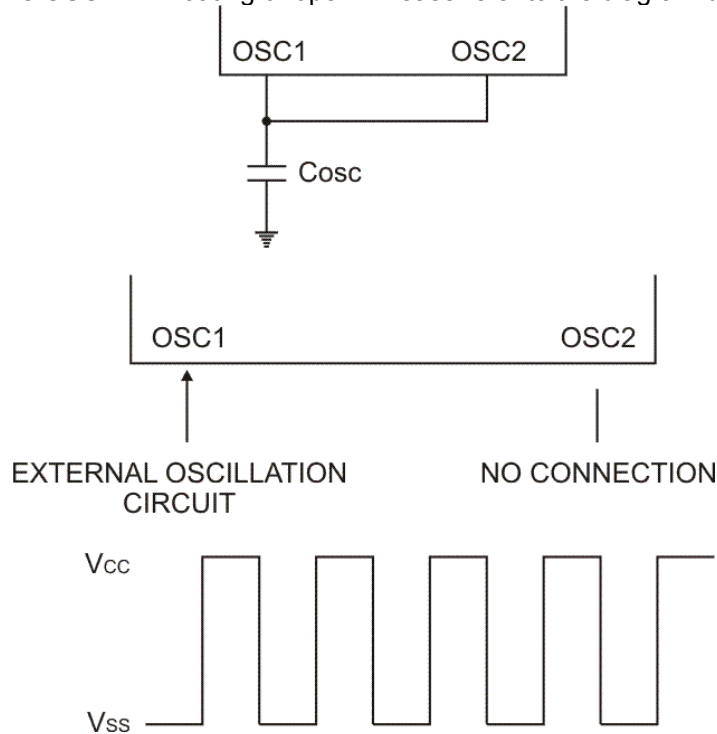 OSC1 OSC2
Cosc
OSC1 OSC2
EXTERNAL OSCILLATION NO CONNECTION
CIRCUIT
VCC
VSS